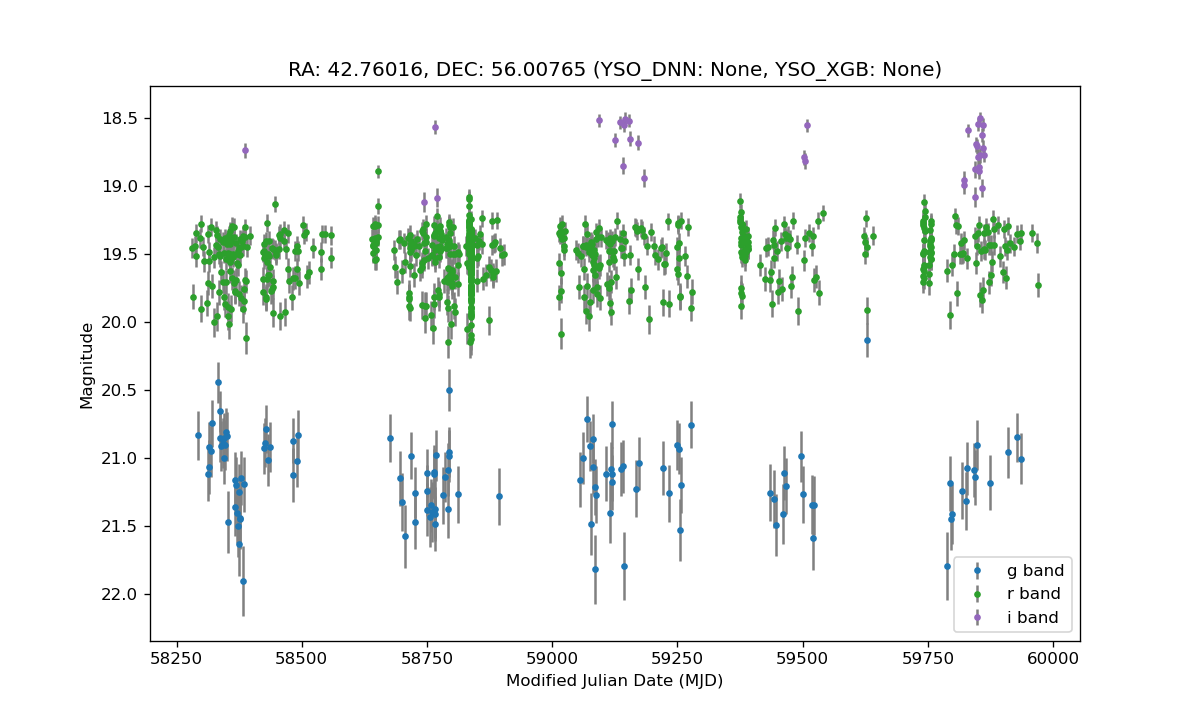 RA: 42.76016, DEC: 56.00765 (YSO_DNN: None, YSO_XGB: None)
Magnitude
18.5
19.0
19.5
20.0
20.5
21.0
21.5
22.0
g band
r band
i band
58250 58500 58750 59000 59250 59500 59750 60000
Modified Julian Date (MJD)